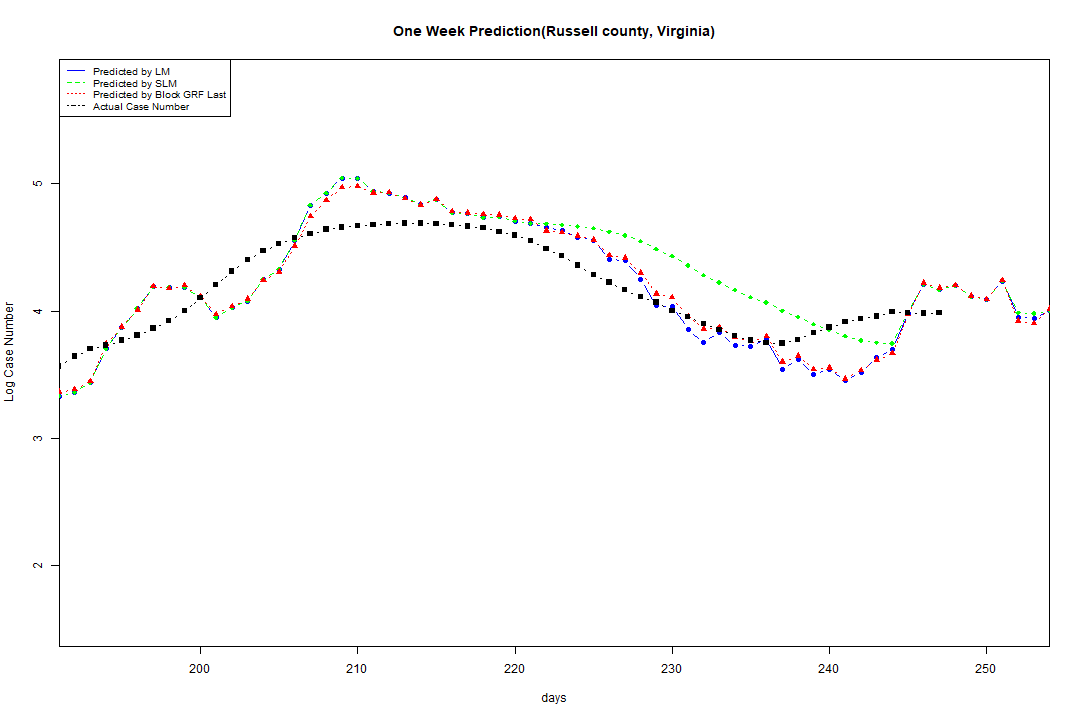 One Week Prediction(Russell county, Virginia)
Predicted by LM
Predicted by SLM
Predicted by Block GRF Last
Actual Case Number
Log Case Number
5
4
3
2
200 210 220 230 240 250
days